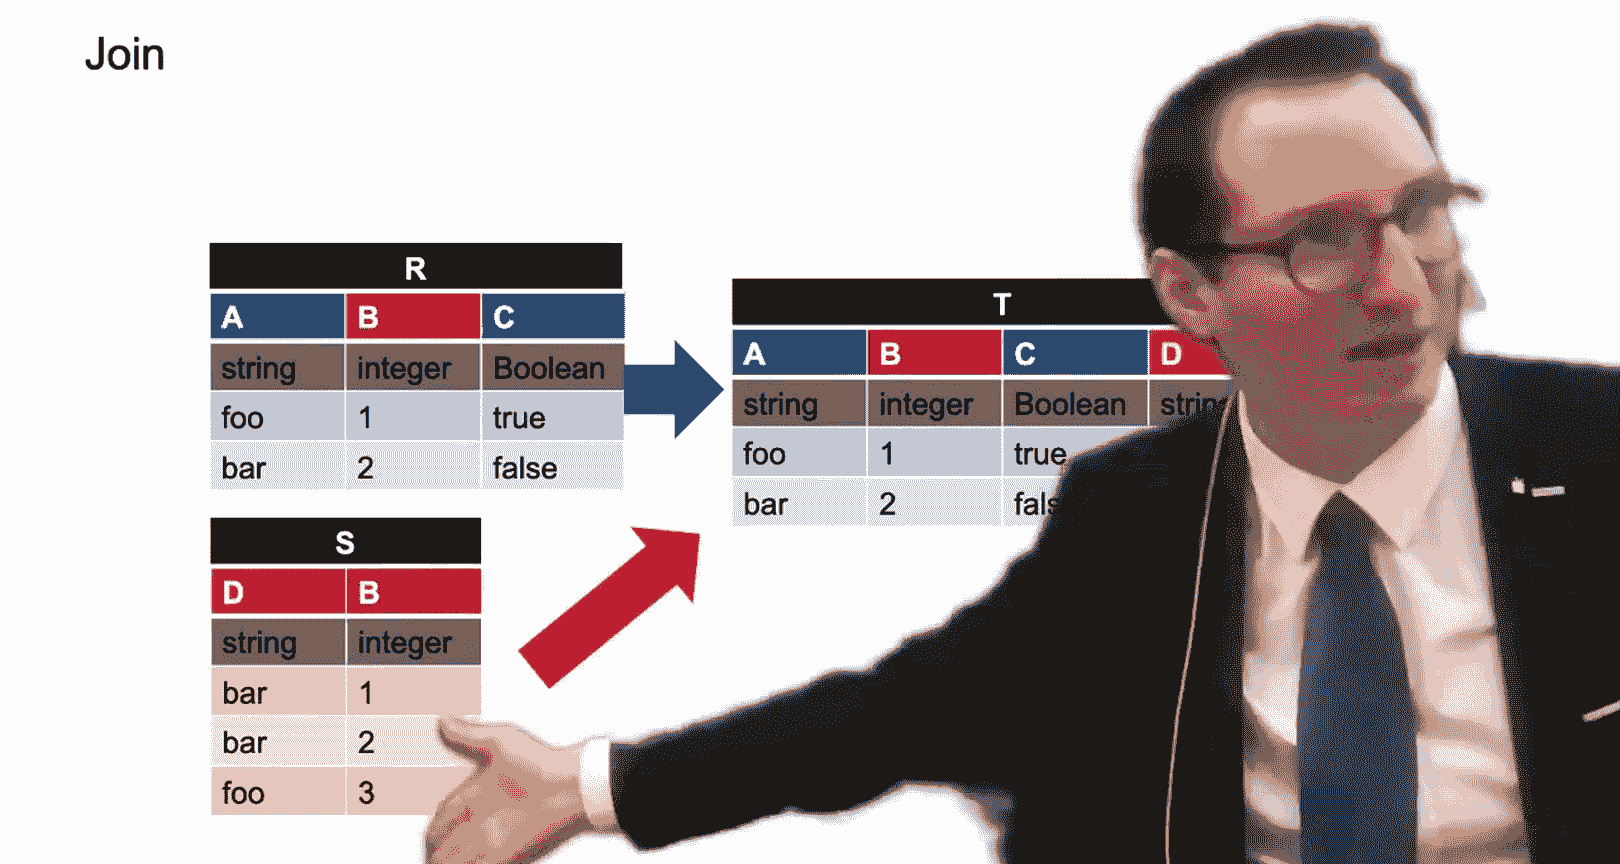 Join
R
A B C
string integer Boolean
foo 1 true
bar 2 false
S
D B
string integer
bar 1
bar 2
foo 3
T
A B C D
string integer Boolean
foo 1 true
bar 2